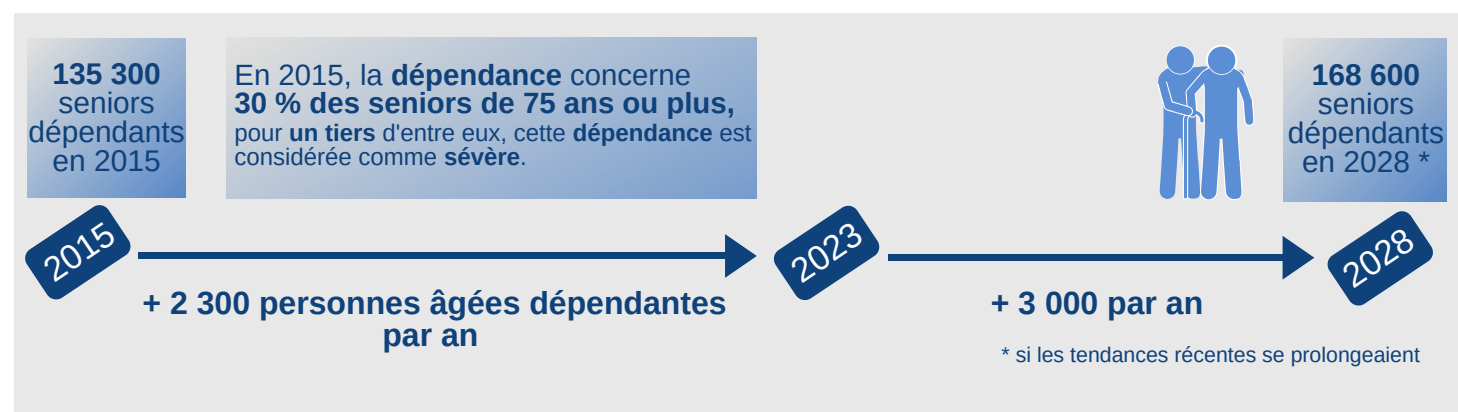 135 300
seniors
dépendants
en 2015
En 2015, la dépendance concerne
30 % des seniors de 75 ans ou plus,
pour un tiers d'entre eux, cette dépendance est
considérée comme sévère.
168 600
seniors
dépendants
en 2028 *
2015
2023
2028
+ 2 300 personnes âgées dépendantes
par an
+ 3 000 par an
* si les tendances récentes se prolongeaient